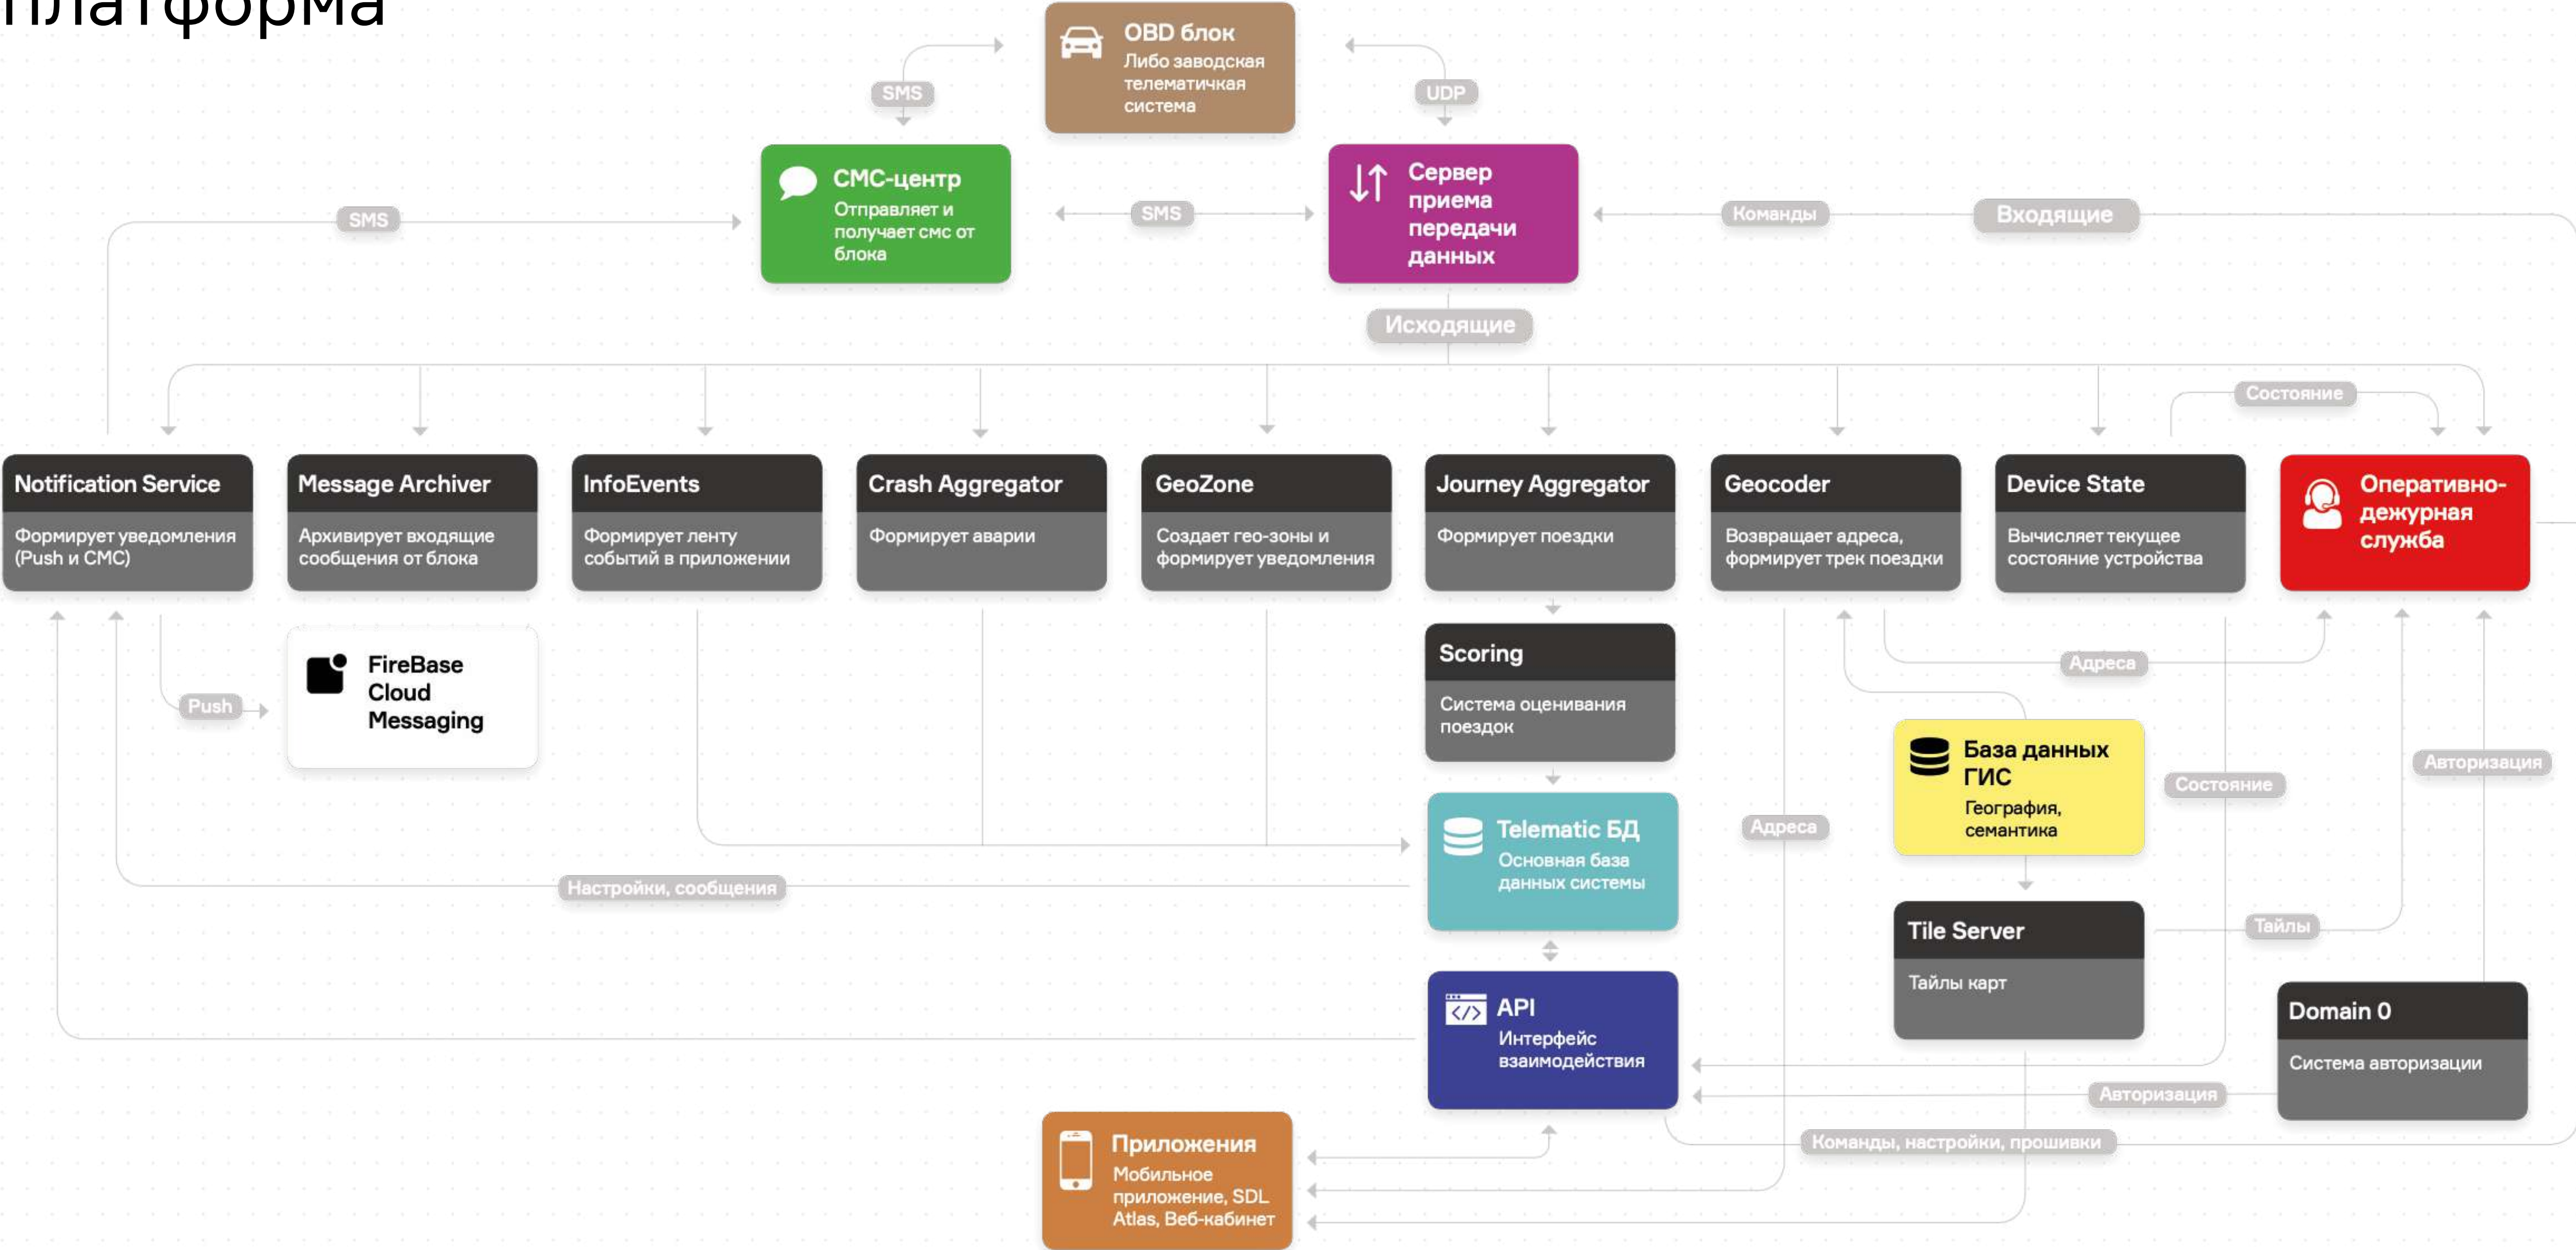 платформа
OBD блок
Либо заводская
телематичкая
система
SMS
UDP
СМС-центр
Отправляет и
получает смс от
блока
Сервер
приема
передачи
данных
SMS
SMS
Команды
Входящие
Исходящие
Состояние
Notification Service
Формирует уведомления
(Push и СМС)
Message Archiver
Архивирует входящие
сообщения от блока
InfoEvents
Формирует ленту
событий в приложении
Crash Aggregator
Формирует аварии
GeoZone
Создает гео-зоны и
формирует уведомления
Journey Aggregator
Формирует поездки
Geocoder
Возвращает адреса,
формирует трек поездки
Device State
Вычисляет текущее
состояние устройства
Оперативно-
дежурная
служба
Push
FireBase
Cloud
Messaging
Scoring
Система оценивания
поездок
Адреса
База данных
ГИС
География,
семантика
Авторизация
Состояние
Telematic БД
Основная база
данных системы
Адреса
Настройки, сообщения
Tile Server
Тайлы карт
Тайлы
API
Интерфейс
взаимодействия
Domain 0
Система авторизации
Авторизация
Команды, настройки, прошивки
Приложения
Мобильное
приложение, SDL
Atlas, Веб-кабинет